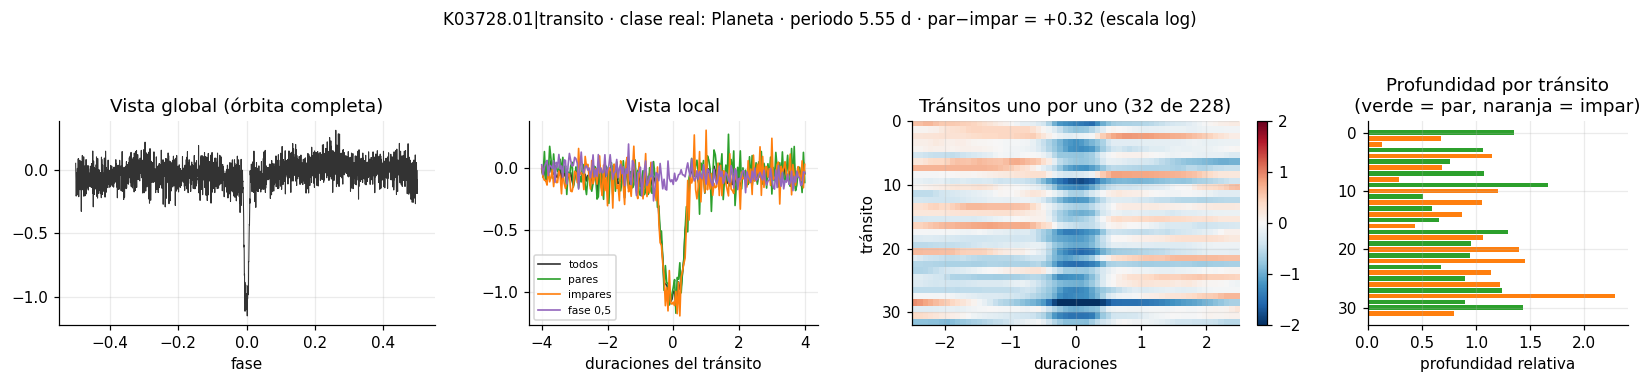 K03728.01|transito · clase real: Planeta · periodo 5.55 d · par−impar = +0.32 (escala log)
Vista global (órbita completa)
0.0
−0.5
−1.0
−0.4
−0.2
0.0
0.2
0.4
fase
Vista local
0.0
−0.5
−1.0
todos
pares
impares
fase 0,5
−4
−2
0
2
4
duraciones del tránsito
Tránsitos uno por uno (32 de 228)
tránsito
0
10
20
30
−2
−1
0
1
2
duraciones
2
1
0
−1
−2
Profundidad por tránsito
(verde = par, naranja = impar)
0
10
20
30
0.0
0.5
1.0
1.5
2.0
profundidad relativa